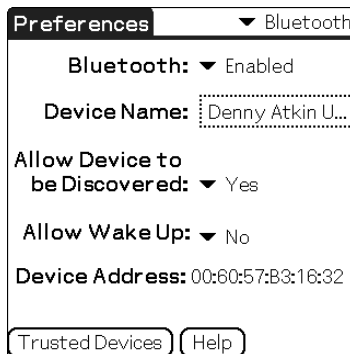 Preferences Bluetooth
Bluetooth: Enabled
Device Name: Denny Atkin U...
Allow Device to
be Discovered: Yes
Allow Wake Up: No
Device Address: 00:60:57:B3:16:32
Trusted Devices Help